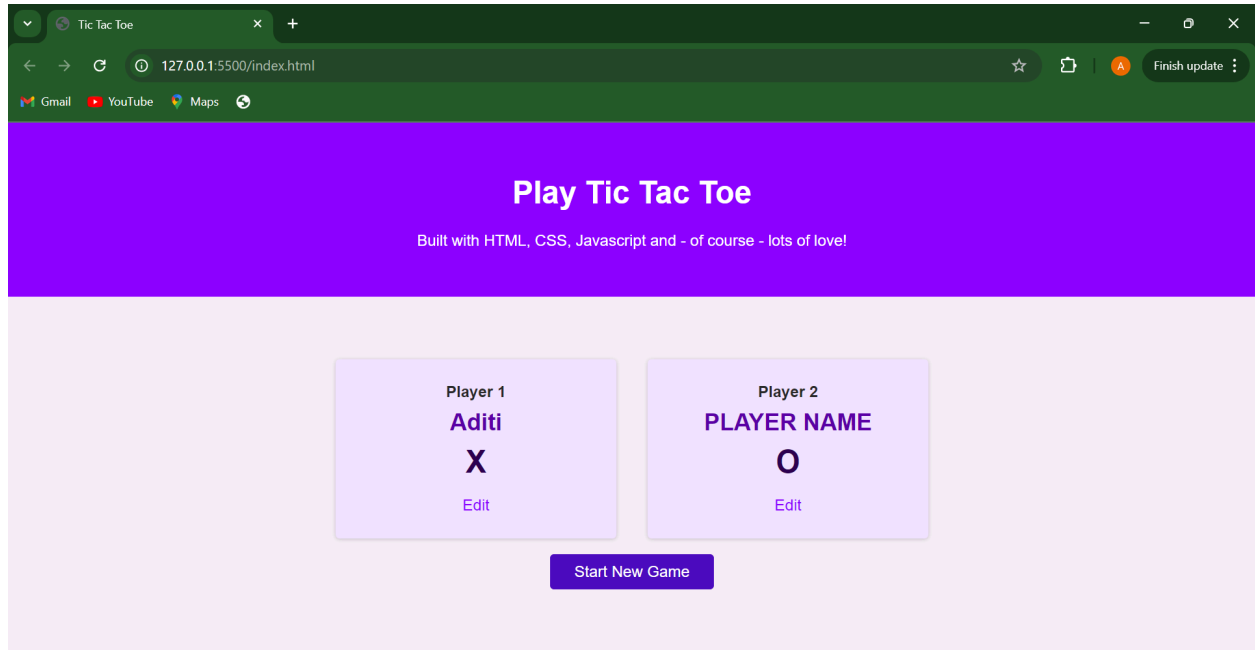 Tic Tac Toe
127.0.0.1:5500/index.html
A
Finish update
Gmail YouTube Maps
Play Tic Tac Toe
Built with HTML, CSS, Javascript and - of course - lots of love!
Player 1
Aditi
X
Edit
Player 2
PLAYER NAME
O
Edit
Start New Game